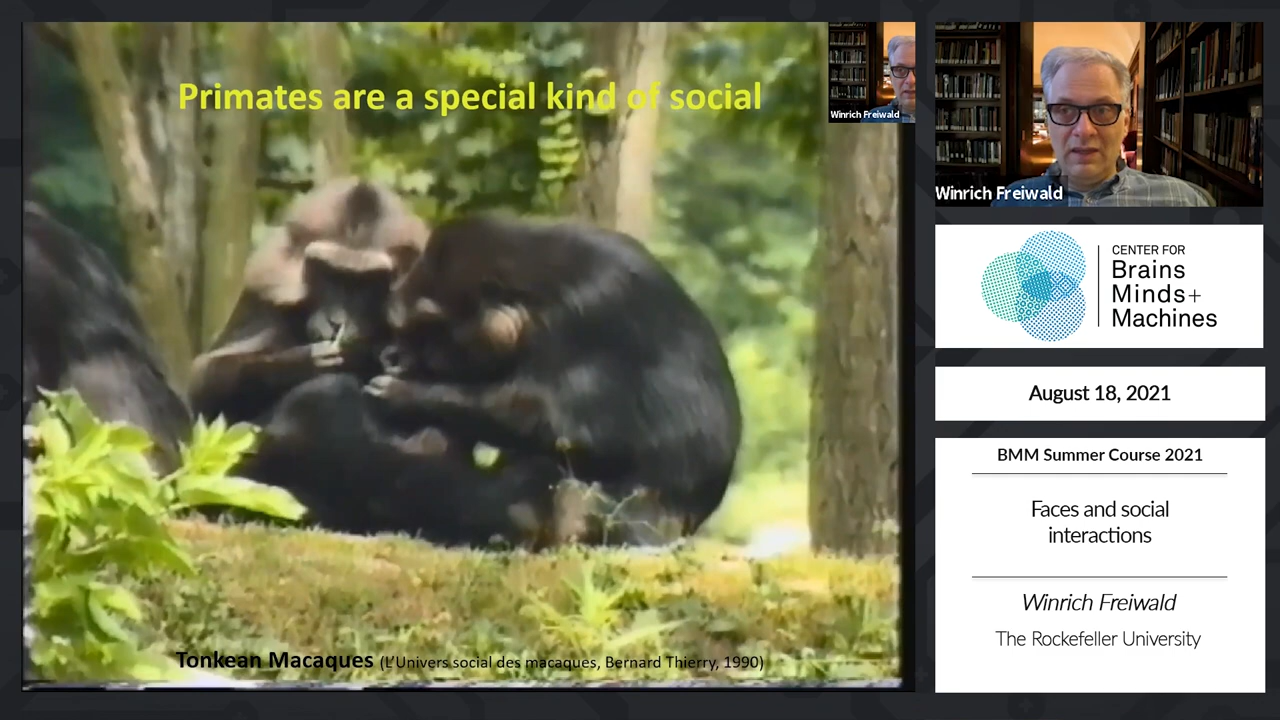 Primates are a special kind of social
Winrich Freiwald
Tonkean Macaques (L'Univers social des macaques, Bernard Thierry, 1990)
Winrich Freiwald
CENTER FOR
Brains
Minds+
Machines
August 18, 2021
BMM Summer Course 2021
Faces and social
interactions
Winrich Freiwald
The Rockefeller University